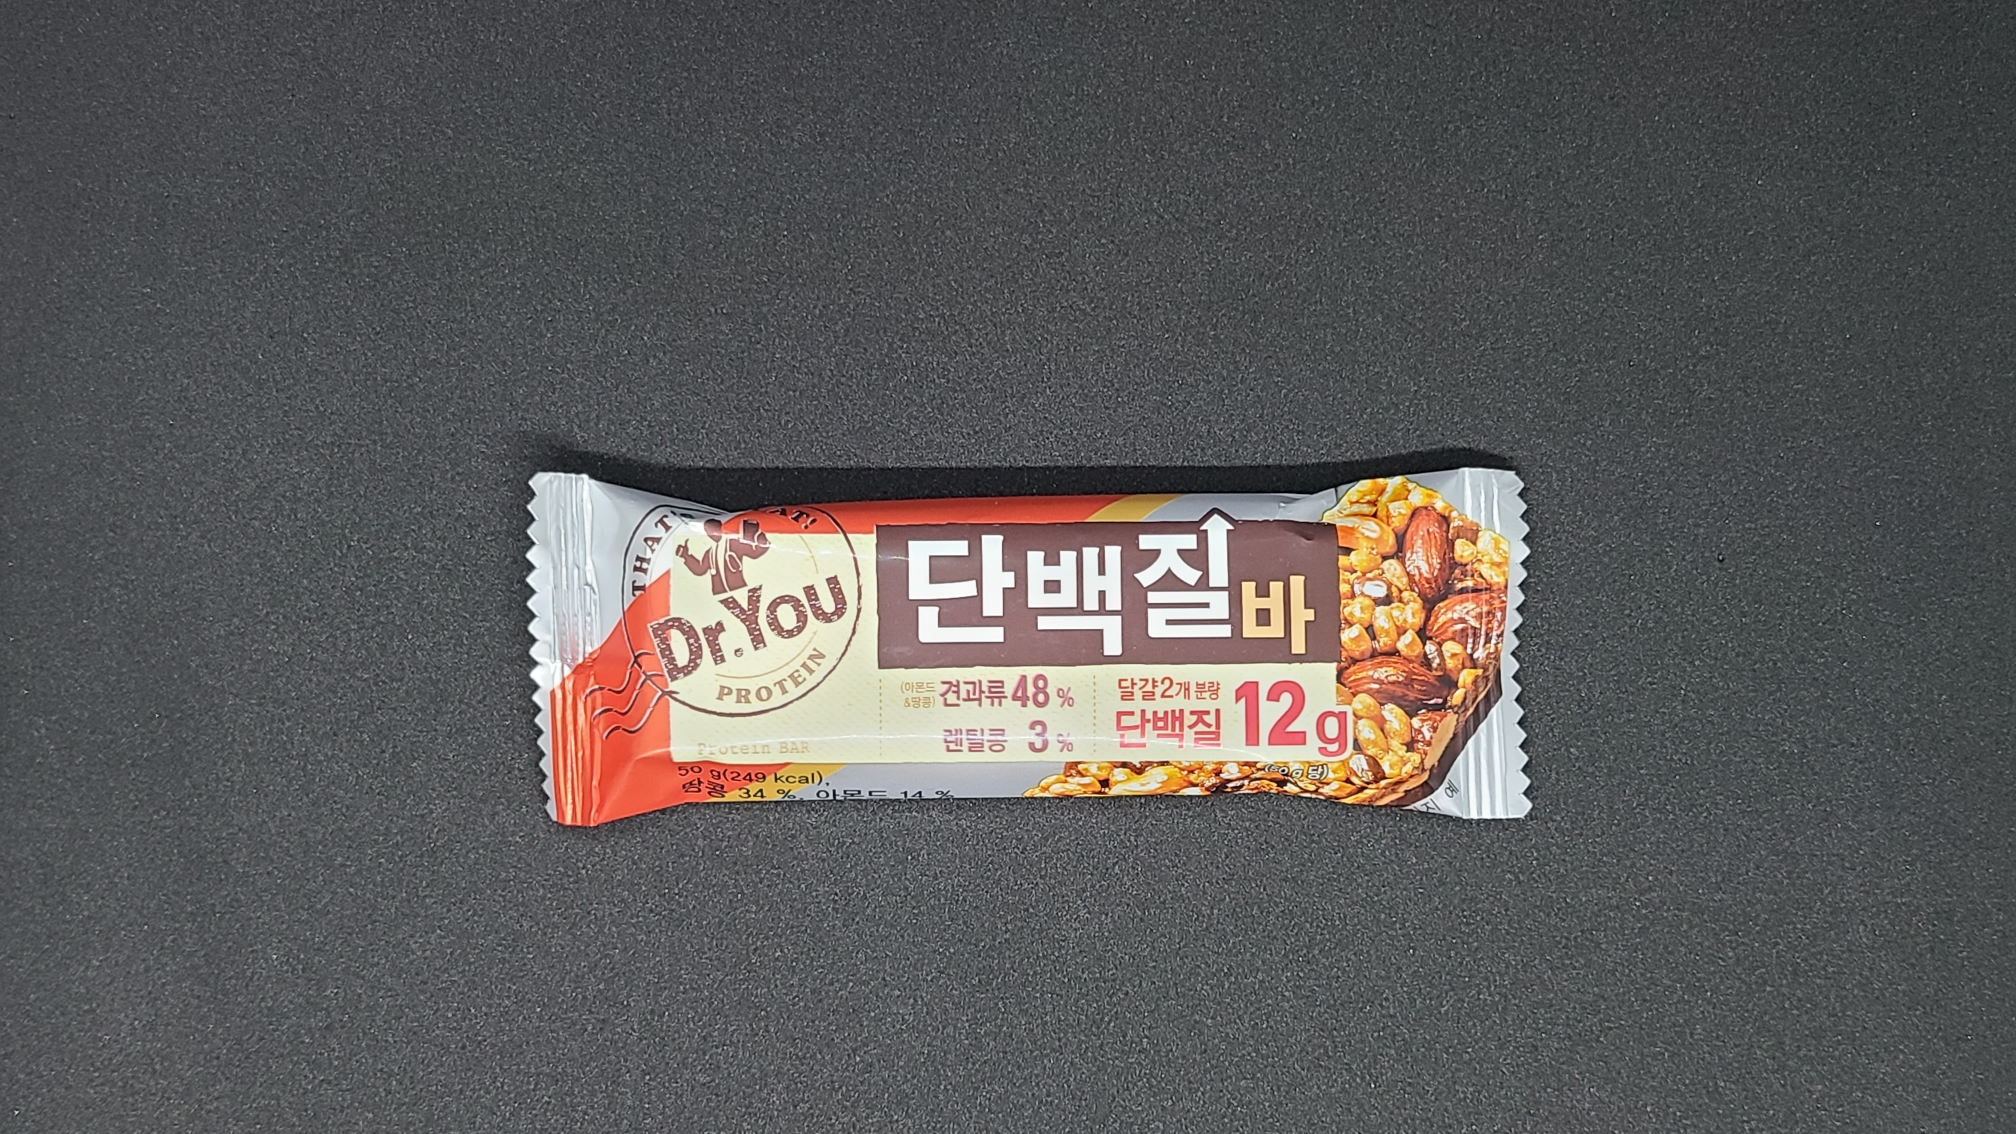 THAT'S
Dr.You
PROTEIN
Protein BAR
단백질바
(아몬드
&땅콩)
견과류 48 %
렌틸콩 3 %
달걀2개 분량
단백질 12g
(50 g 당)
50 g(249 kcal),
땅콩 34 %, 아몬드 14 %